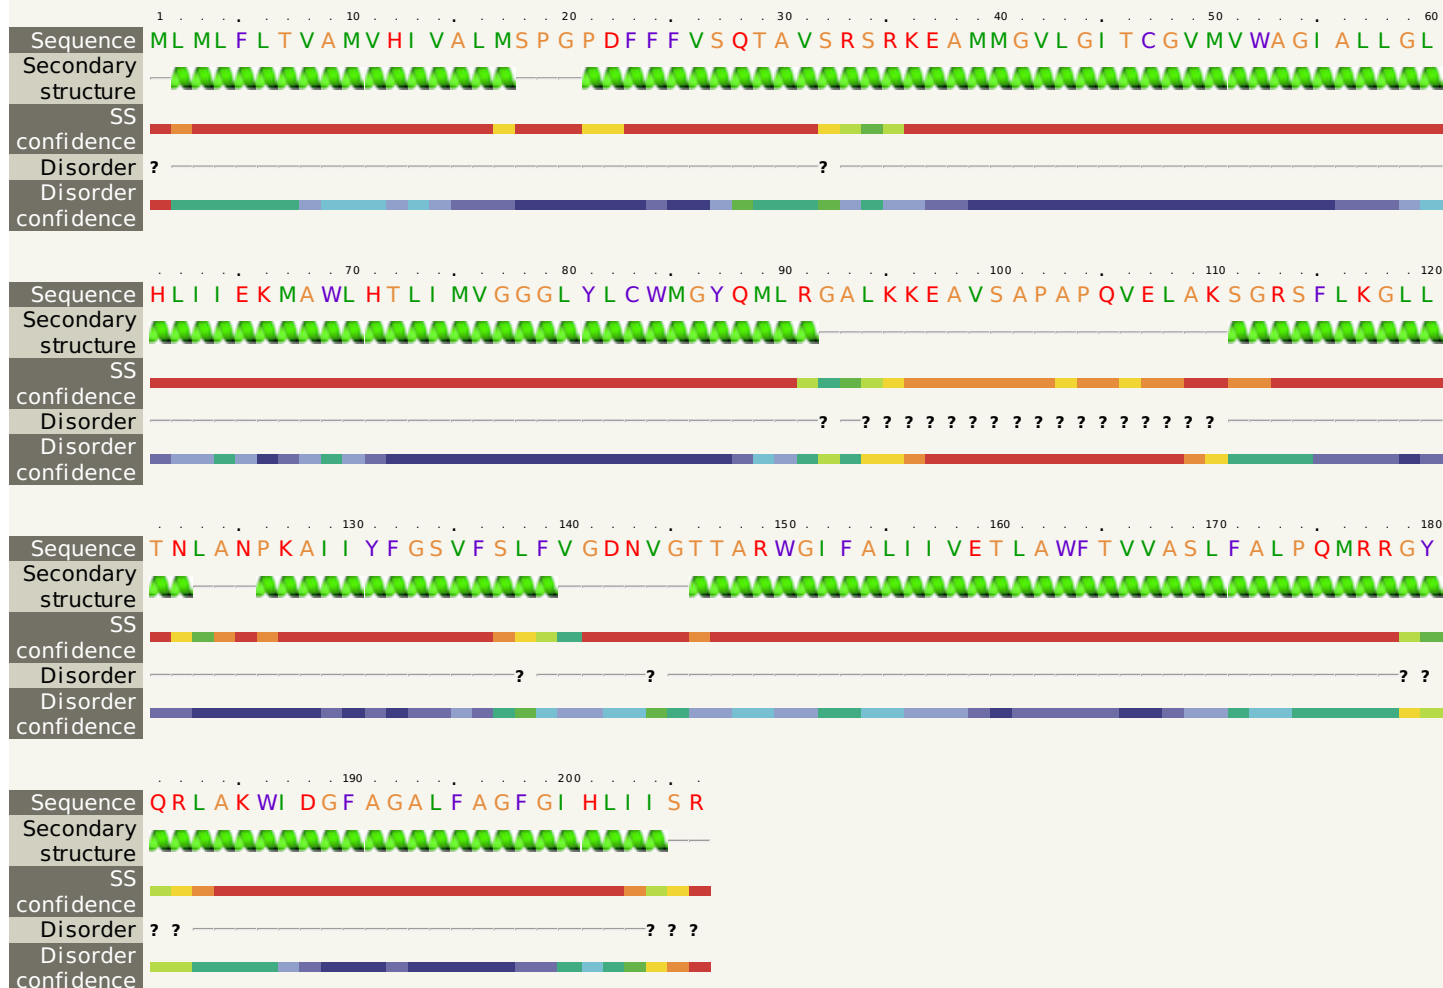 1 10 20 30 40 50 60
Sequence MLMLFLTVAMVHIVALMSPGPDFFFVSQTAVSRSRKEAMMGVLGITCGVMVWAGIALLGL
Secondary
structure
SS
confidence
Disorder ? ?
Disorder
confidence
70 80 90 100 110 120
Sequence HLIIEKMAWLHTLIMVGGGLYLCWMGYQMLRGALKKEAVSAPAPQVELAKSGRSFLKGLL
Secondary
structure
SS
confidence
Disorder ? ? ? ? ? ? ? ? ? ? ? ? ? ? ? ? ? ?
Disorder
confidence
130 140 150 160 170 180
Sequence TNLANPKAIIYFGSVFSLFVGDNVGTTARWGIFALIIVETLAWFTVVASLFALPQMRRGY
Secondary
structure
SS
confidence
Disorder ? ? ? ?
Disorder
confidence
190 200
Sequence QRLAKWIDGFAGALFAGFGIHLIISR
Secondary
structure
SS
confidence
Disorder ? ? ? ? ?
Disorder
confidence